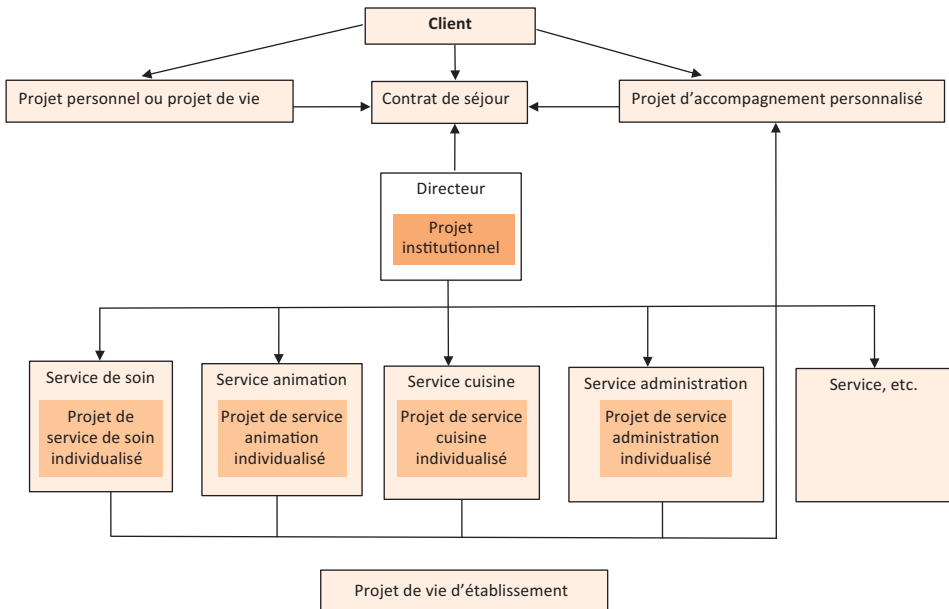 Client
Projet personnel ou projet de vie
Contrat de séjour
Projet d’accompagnement personnalisé
Directeur
Projet
institutionnel
Service de soin
Projet de
service de soin
individualisé
Service animation
Projet de service
animation
individualisé
Service cuisine
Projet de service
cuisine
individualisé
Service administration
Projet de service
administration
individualisé
Service, etc.
Projet de vie d’établissement